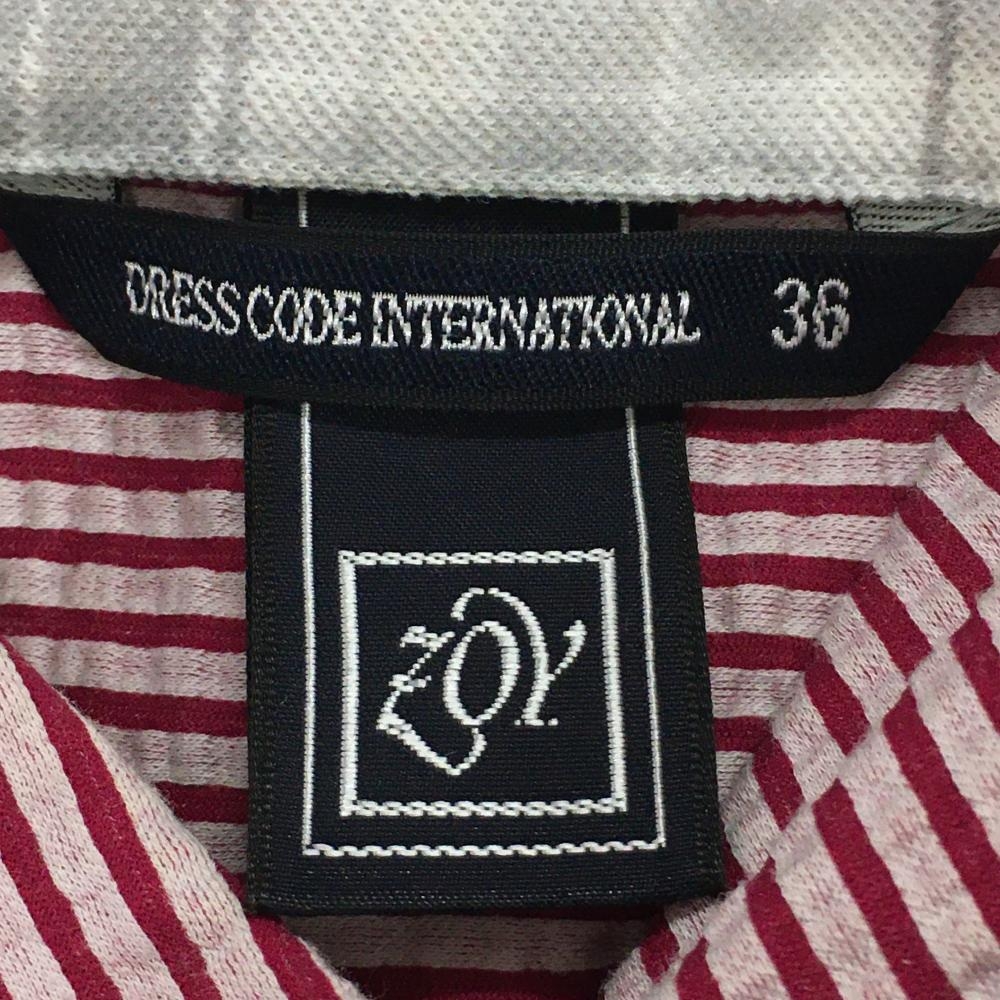 DRESS CODE INTERNATIONAL 36
ZOY